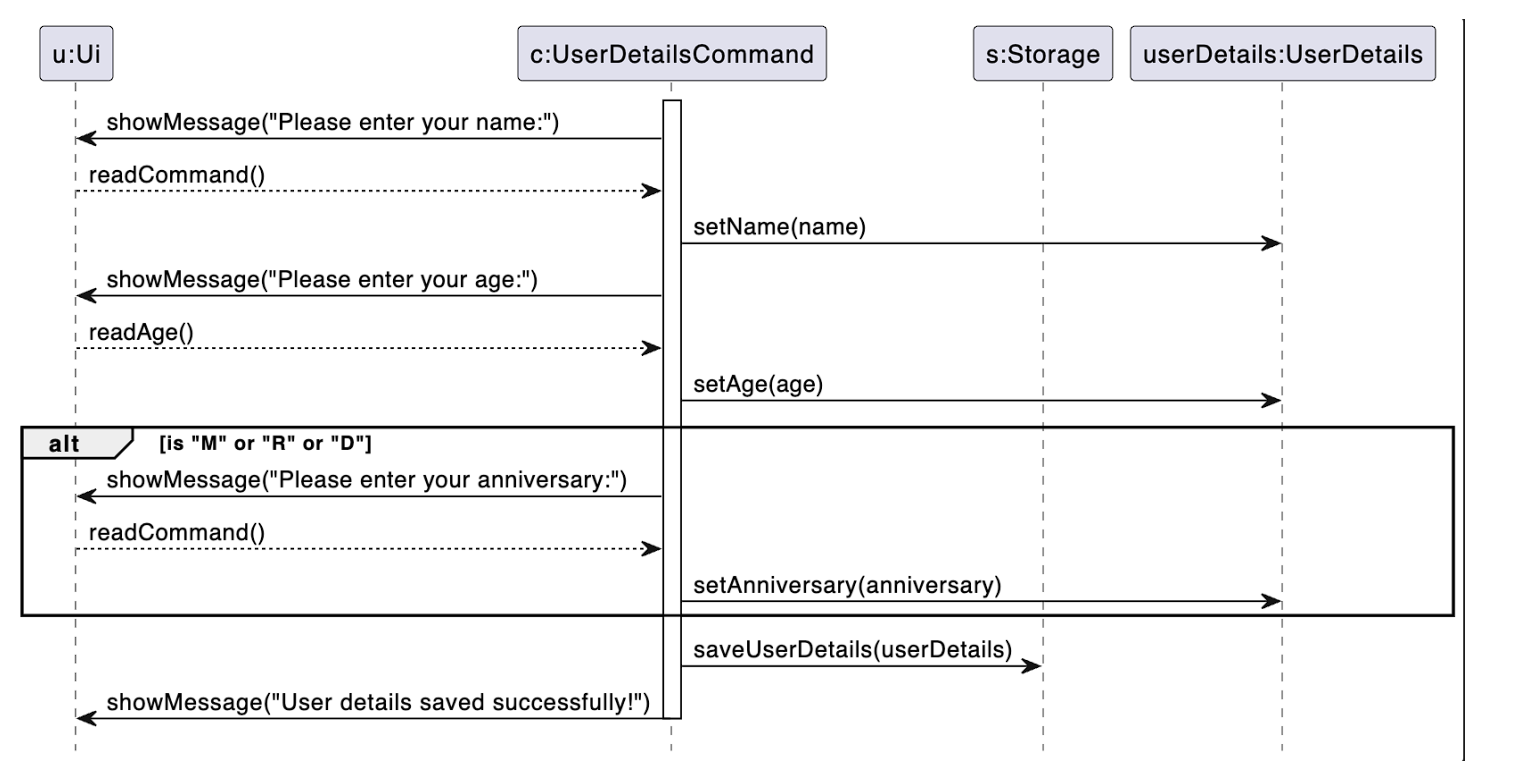 u:Ui
c:UserDetailsCommand
s:Storage
userDetails:UserDetails
showMessage("Please enter your name:")
readCommand()
setName(name)
showMessage("Please enter your age:")
readAge()
setAge(age)
alt
[is "M" or "R" or "D"]
showMessage("Please enter your anniversary:")
readCommand()
setAnniversary(anniversary)
saveUserDetails(userDetails)
showMessage("User details saved successfully!")